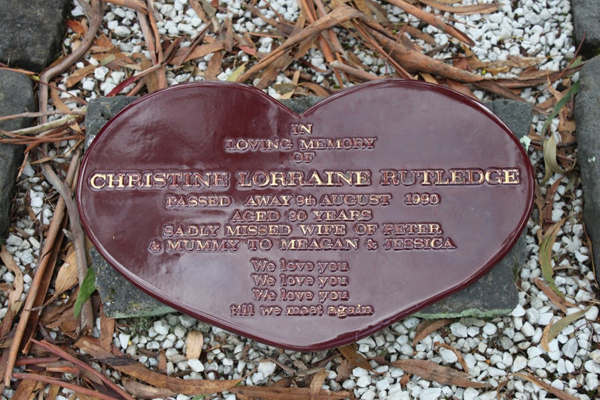 IN
LOVING MEMORY
OF
CHRISTINE LORRAINE RUTLEDGE
PASSED AWAY 9th AUGUST 1990
AGED 20 YEARS
SADLY MISSED WIFE OF PETER
& MUMMY TO MEAGAN & JESSICA
We love you
We love you
We love you
till we meet again.